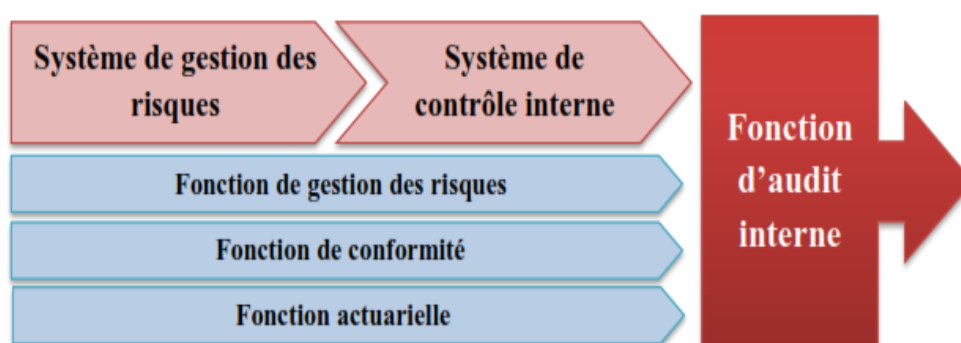 Système de gestion des
risques
Système de
contrôle interne
Fonction de gestion des risques
Fonction de conformité
Fonction actuarielle
Fonction
d’audit
interne